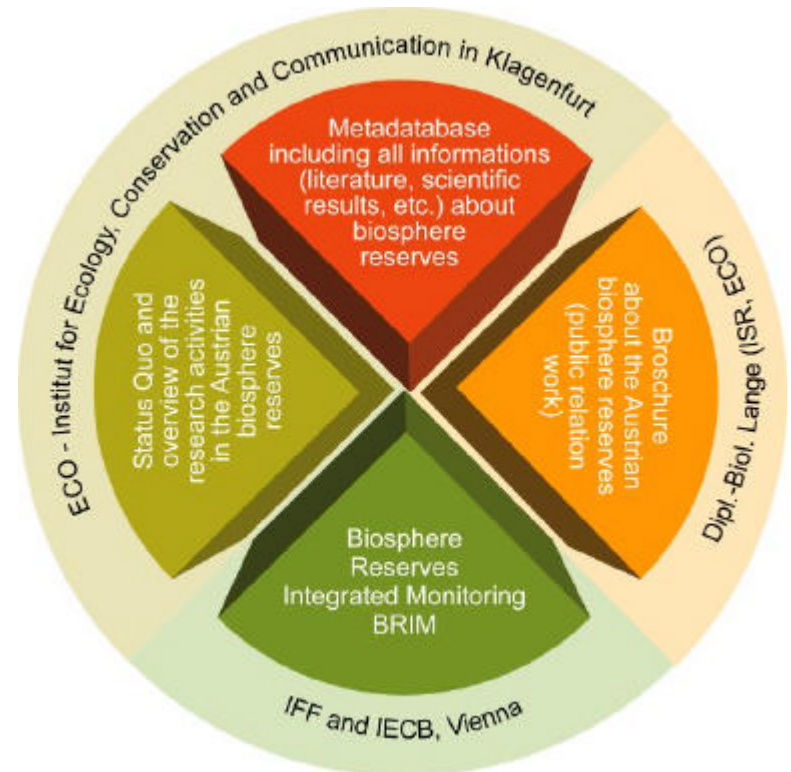 ECO - Institut for Ecology, Conservation and Communication in Klagenfurt
Metadatabase
including all informations
(literature, scientific
results, etc.) about
biosphere
reserves
Status Quo and
overview of the
research activities
in the Austrian
biosphere
reserves
Broschure
about the Austrian
biosphere reserves
(public relation
work)
Dipl.-Biol. Lange (ISR, ECO)
Biosphere
Reserves
Integrated Monitoring
BRIM
IFF and IECB, Vienna